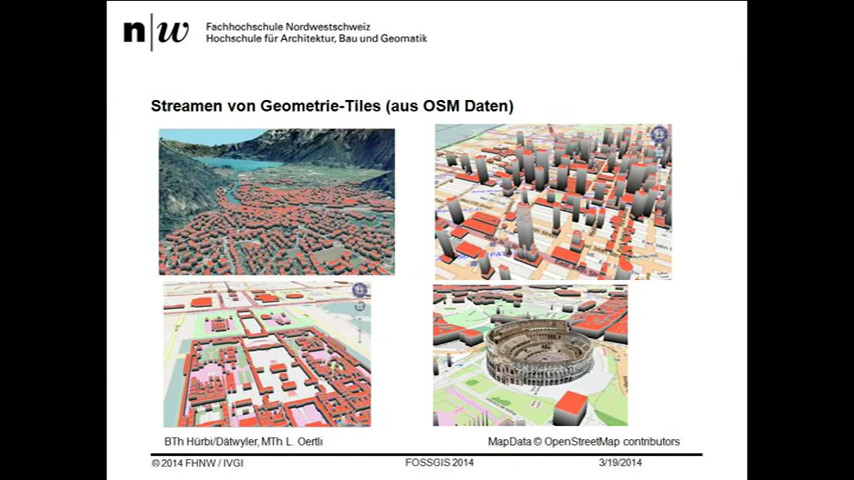 n w
Fachhochschule Nordwestschweiz
Hochschule für Architektur, Bau und Geomatik
Streamen von Geometrie-Tiles (aus OSM Daten)
BTh Hürbi/Dätwyler, MTh L. Oertli
MapData © OpenStreetMap contributors
© 2014 FHNW / IVGI
FOSSGIS 2014
3/19/2014